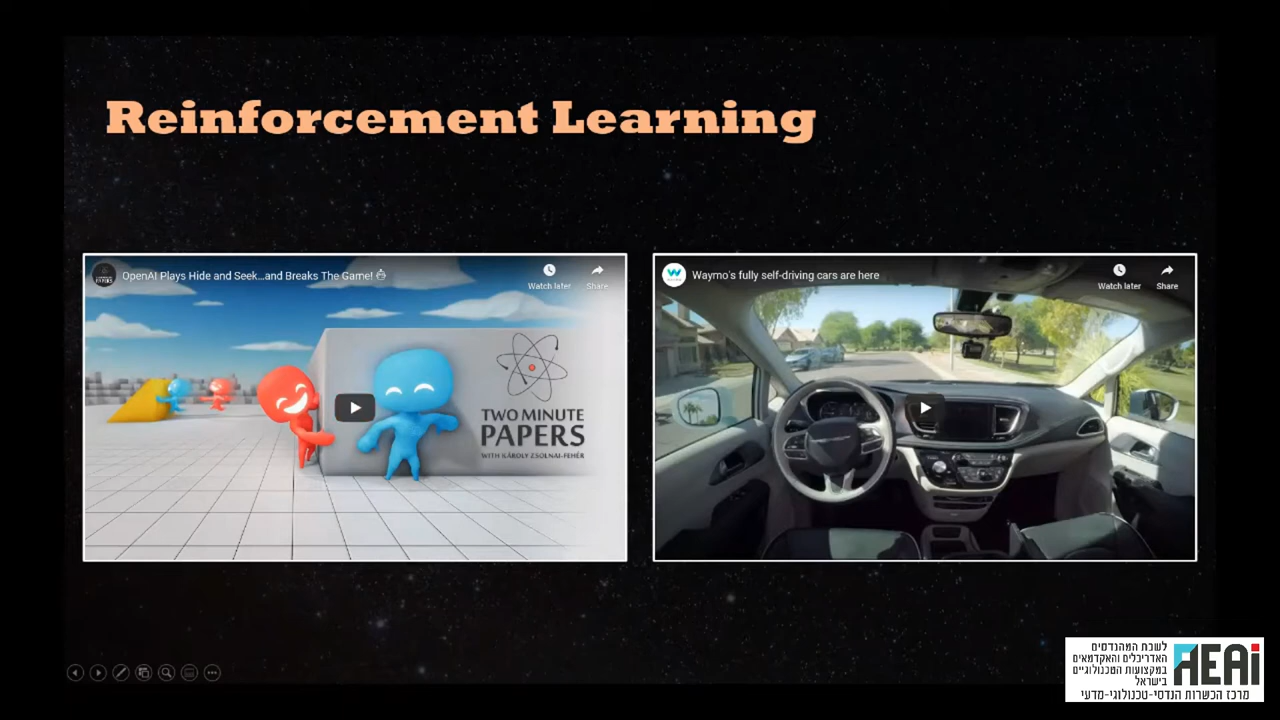 Reinforcement Learning
OpenAI Plays Hide and Seek…and Breaks The Game!
Watch later
Share
TWO MINUTE
PAPERS
WITH KÁROLY ZSOLNAI-FEHÉR
Waymo's fully self-driving cars are here
Watch later
Share
לשכת המהנדסים
האדריכלים והאקדמאים
במקצועות הטכנולוגיים
בישראל
AEAi
מרכז הכשרות הנדסי-טכנולוגי-מדעי